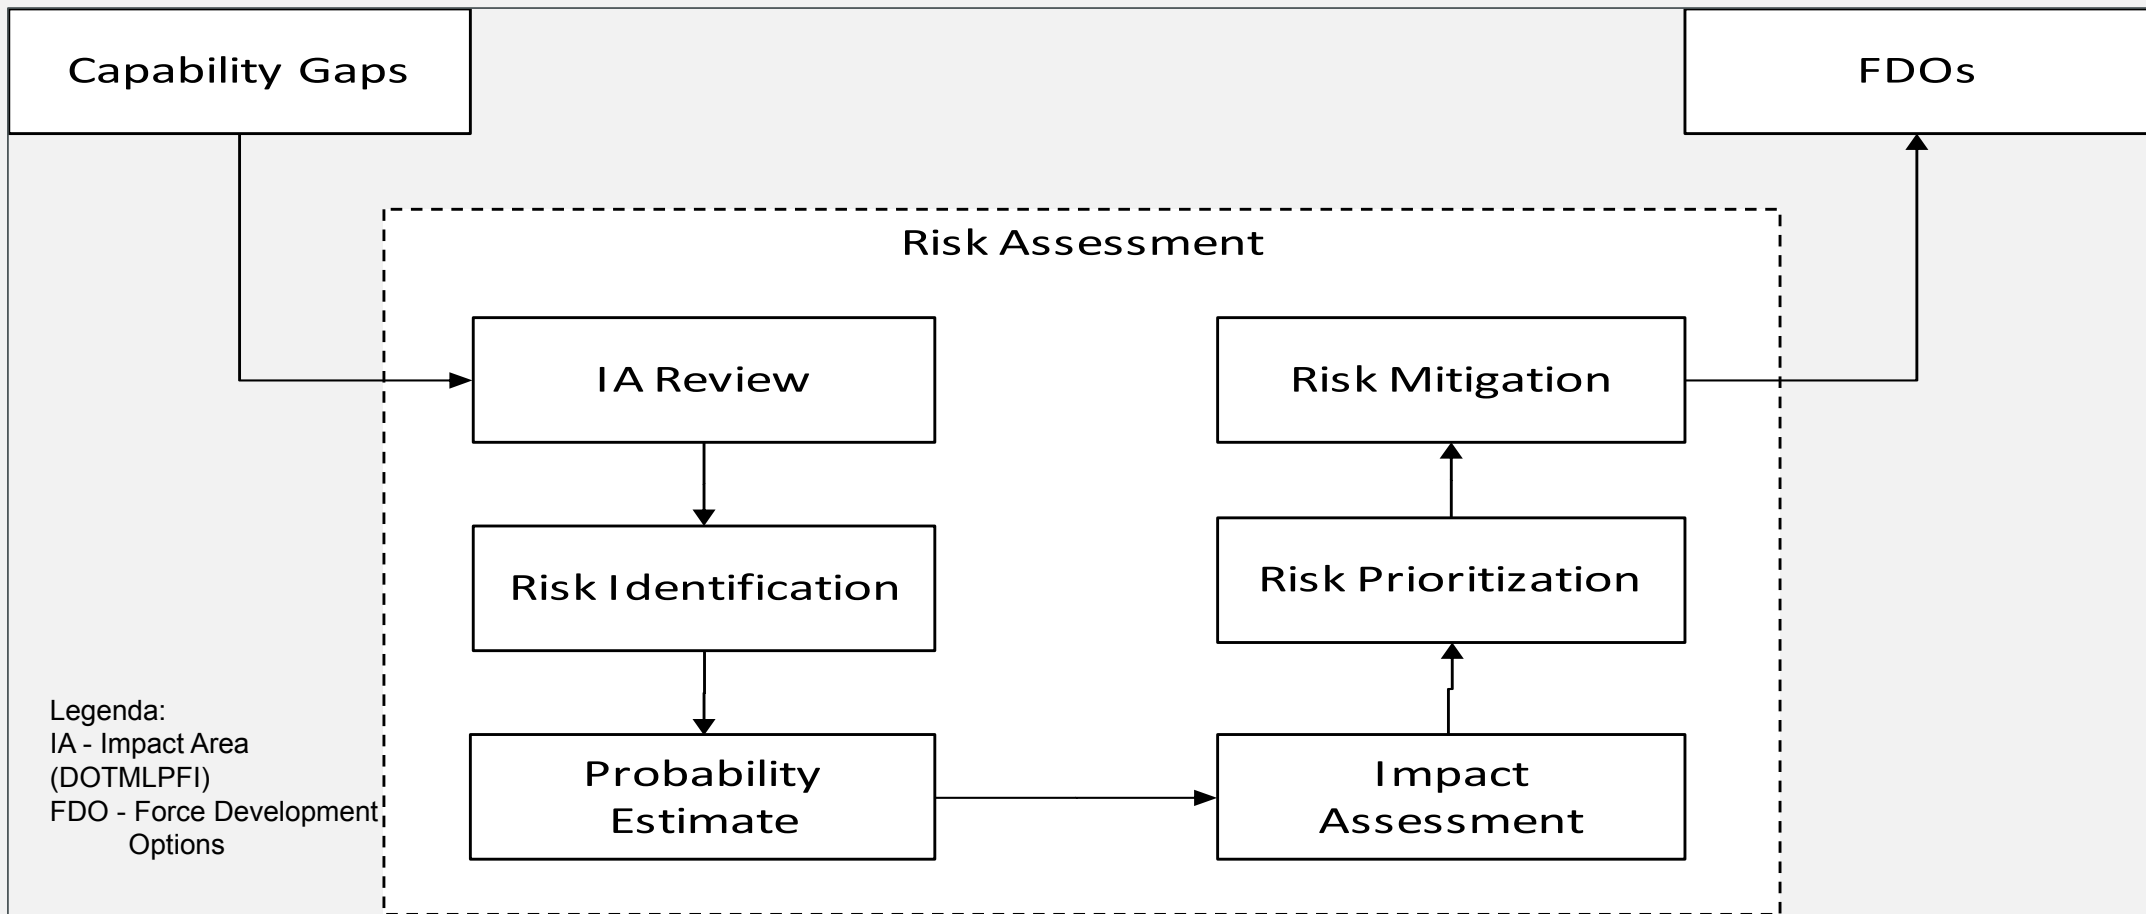 Capability Gaps
FDOs
Risk Assessment
IA Review
Risk Mitigation
Risk Identification
Risk Prioritization
Probability
Estimate
Impact
Assessment
Legenda:
IA - Impact Area
(DOTMLPFI)
FDO - Force Development
Options